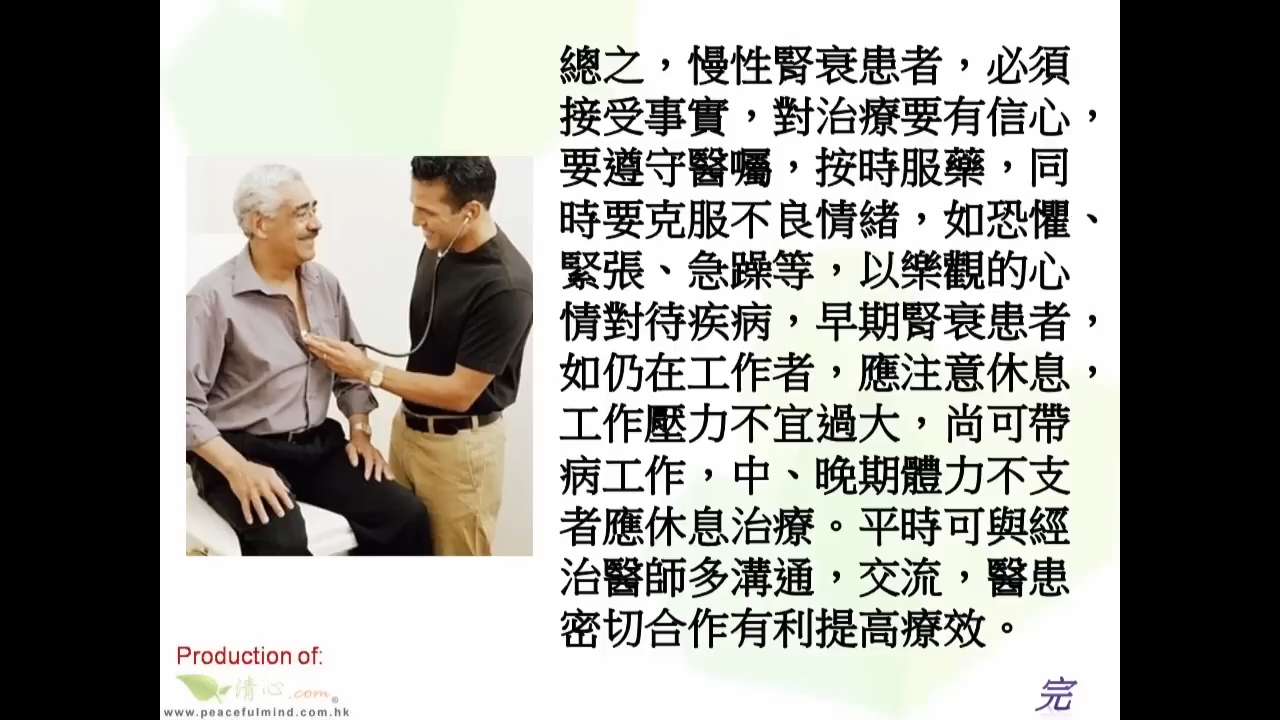 總之，慢性腎衰患者，必須
接受事實，對治療要有信心，
要遵守醫囑，按時服藥，同
時要克服不良情緒，如恐懼、
緊張、急躁等，以樂觀的心
情對待疾病，早期腎衰患者，
如仍在工作者，應注意休息，
工作壓力不宜過大，尚可帶
病工作，中、晚期體力不支
者應休息治療。平時可與經
治醫師多溝通，交流，醫患
密切合作有利提高療效。
Production of:
清心.com®
www.peacefulmind.com.hk
完